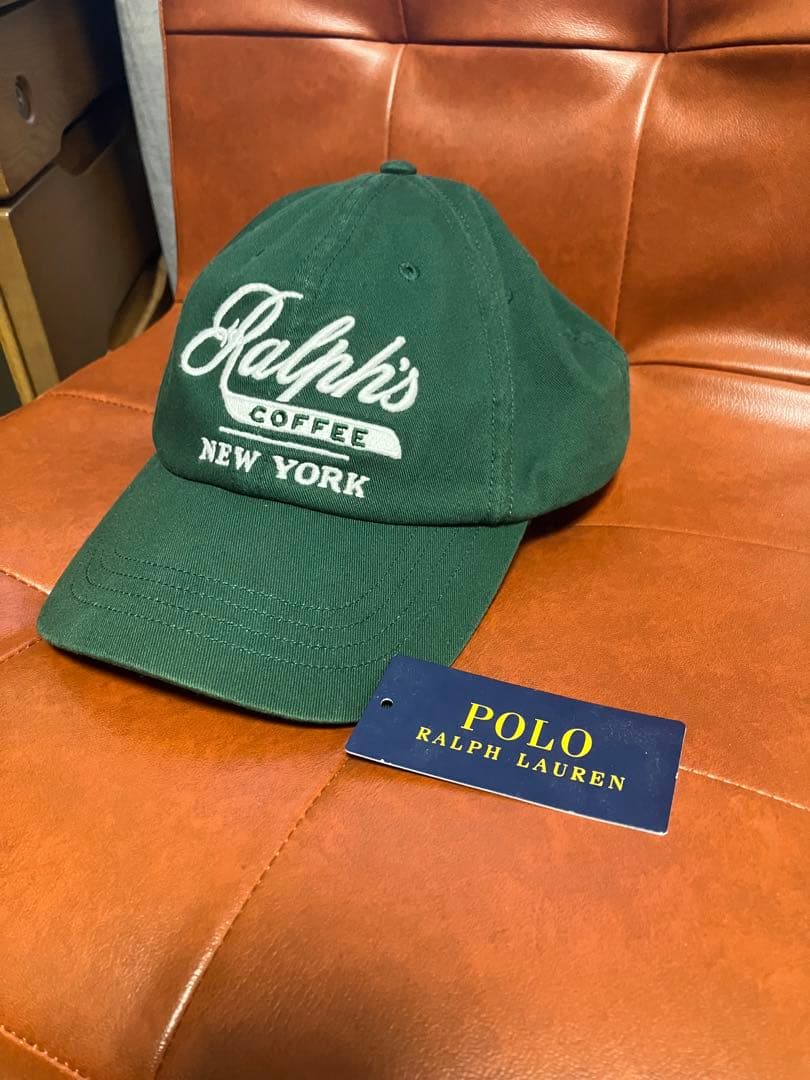 Ralph's
COFFEE
NEW YORK
POLO
RALPH LAUREN